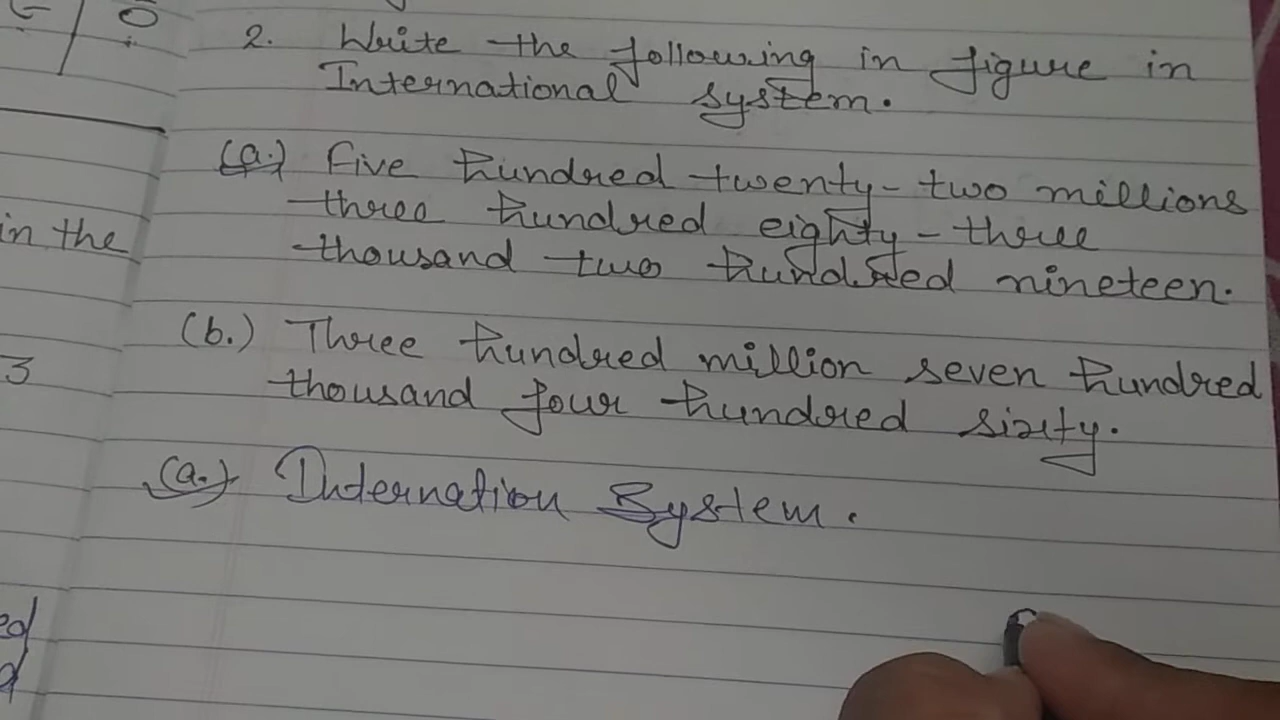 2. Write the following in figure in
International system.
(a.) Five hundred twenty-two millions
three hundred eighty-three
thousand two hundred nineteen.
in the
(b.) Three hundred million seven hundred
thousand four hundred sixty.
3
(a.) Internation System.